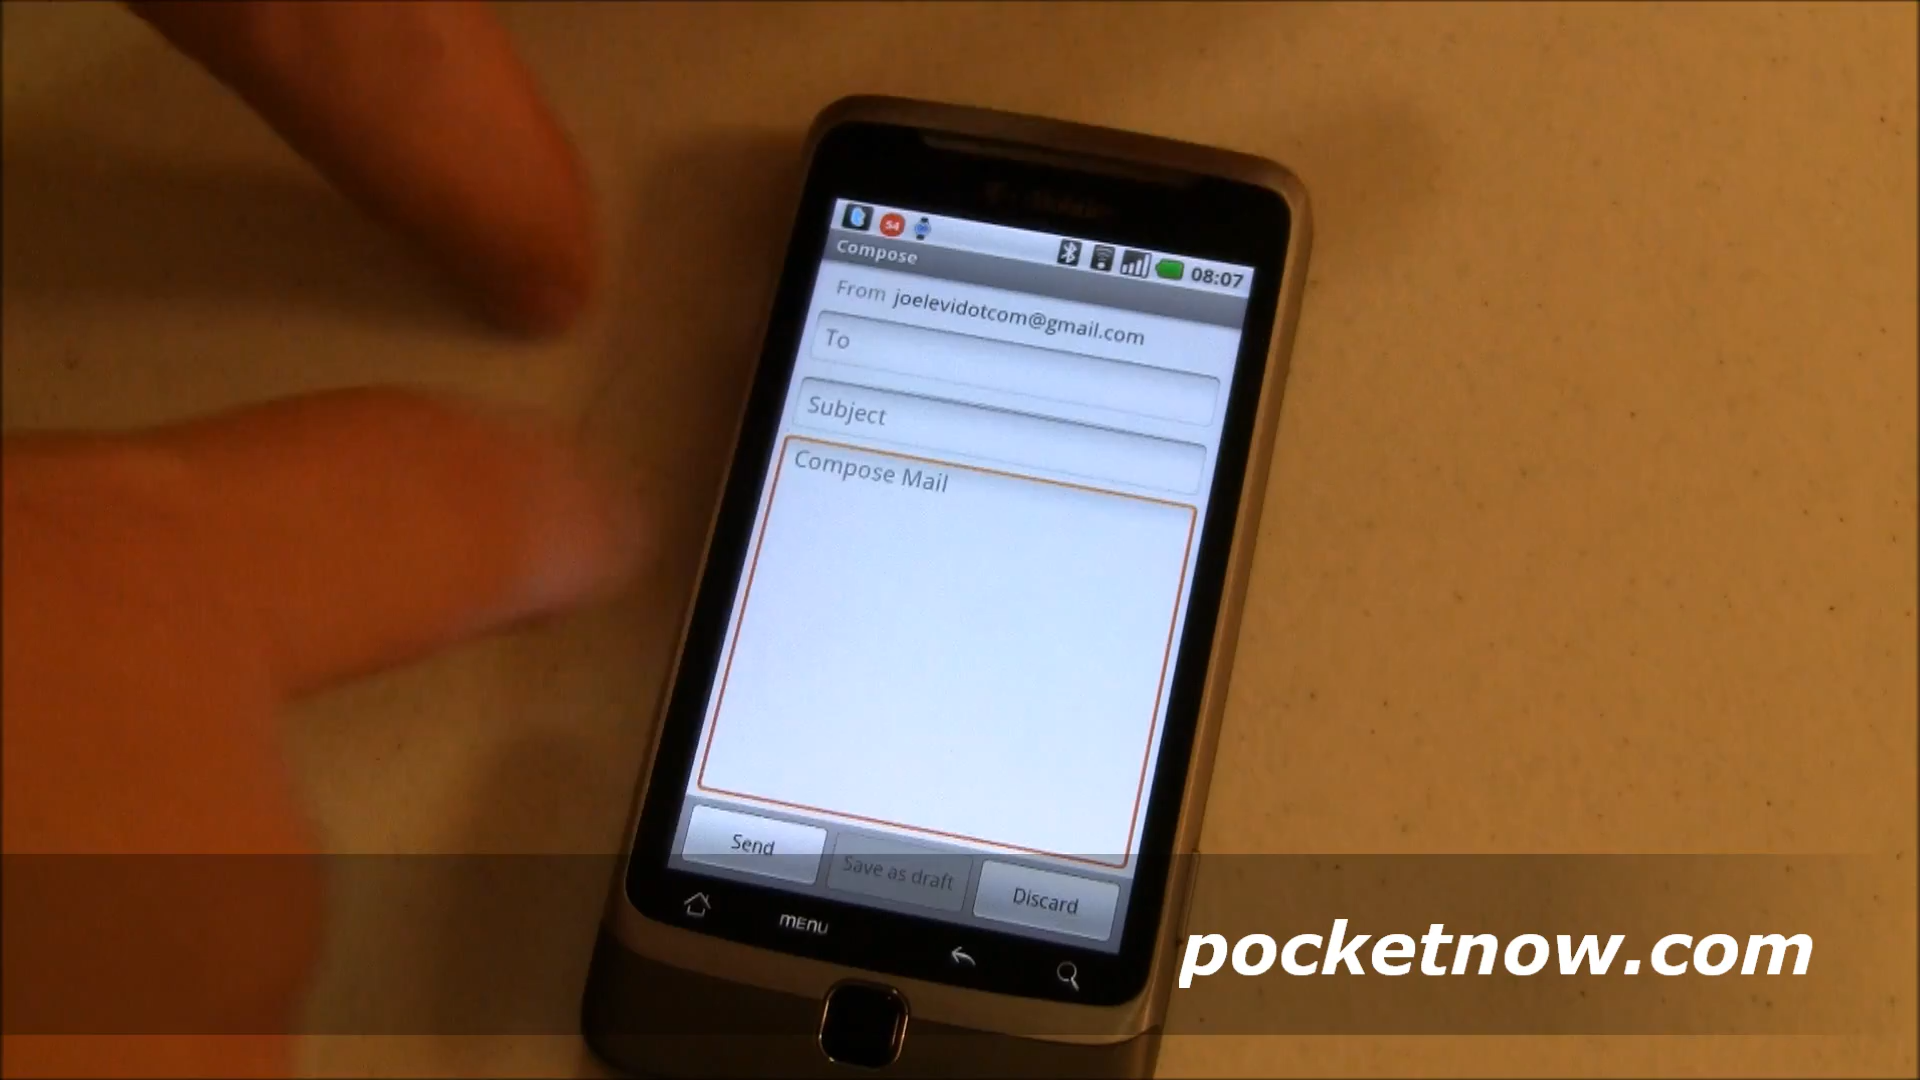 54
08:07
Compose
From joelevidotcom@gmail.com
To
Subject
Compose Mail
Send
Save as draft
Discard
MENU
pocketnow.com